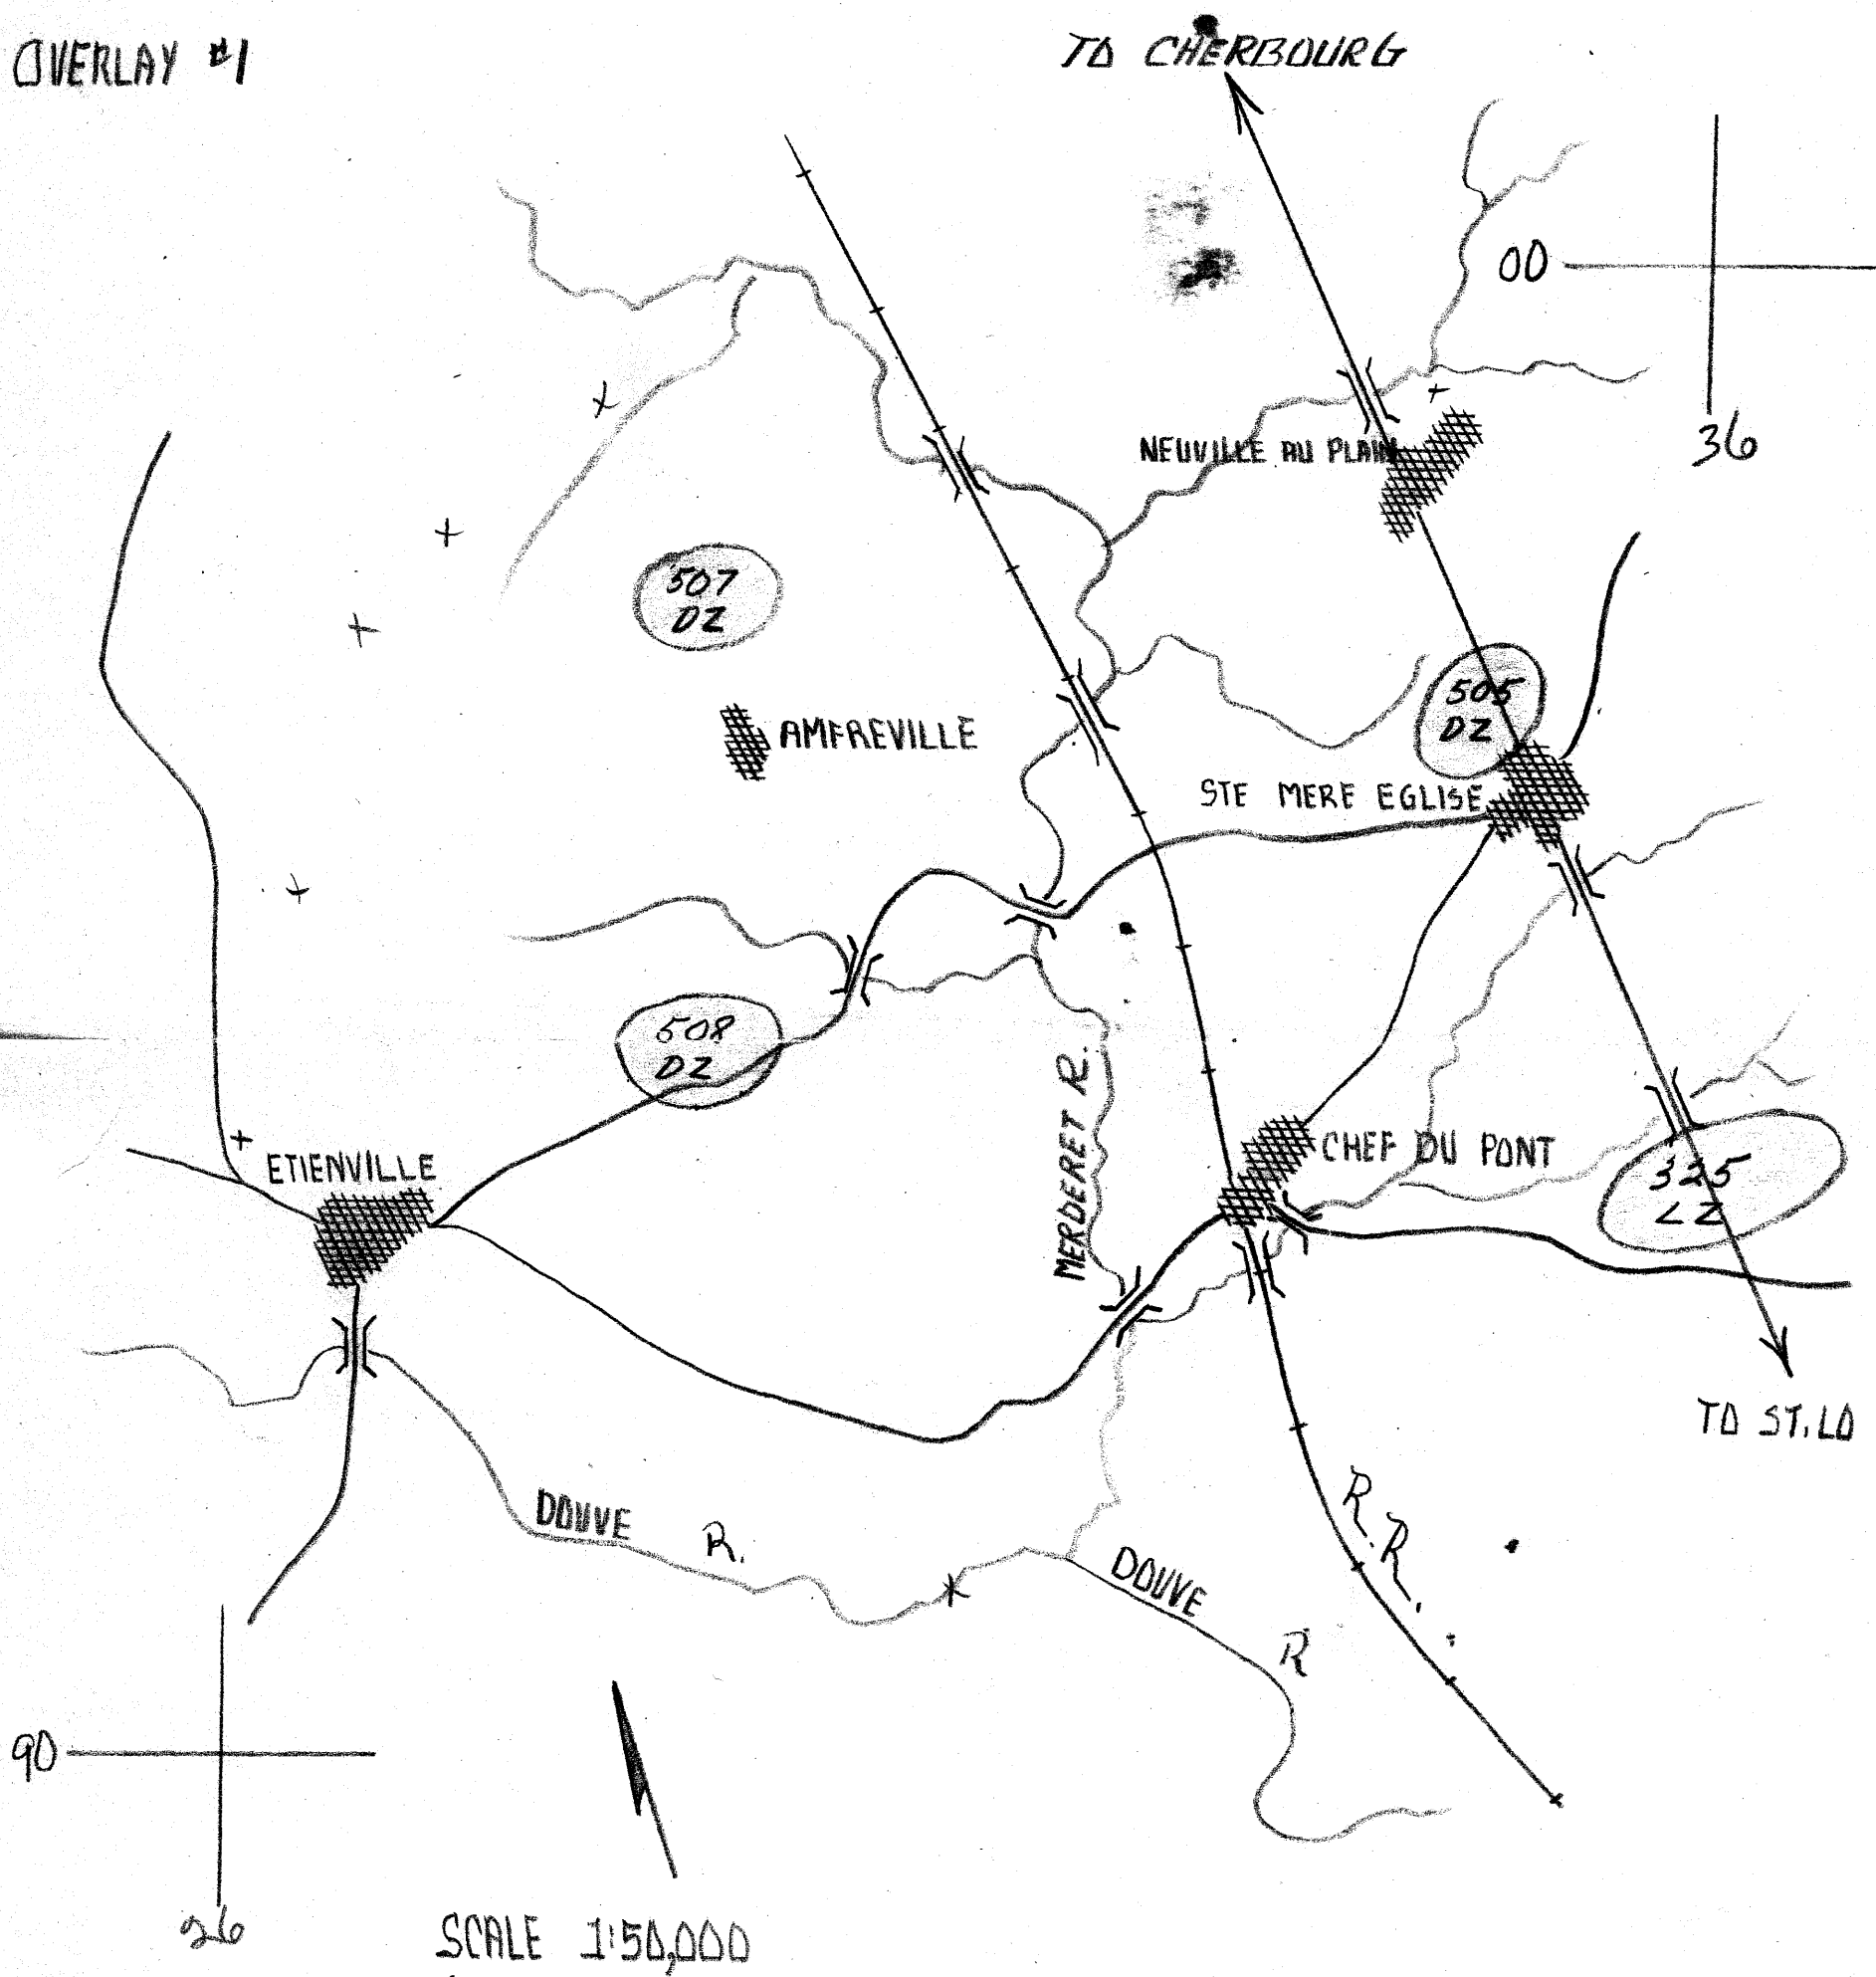 OVERLAY #1
TO CHERBOURG
00
36
NEUVILLE AU PLAIN
507
DZ
505
DZ
AMFREVILLE
STE MERE EGLISE
508
DZ
MERDERET R.
ETIENVILLE
CHEF DU PONT
325
LZ
TO ST. LO
DOUVE R.
R.R.
DOUVE R
90
26
SCALE 1:50,000